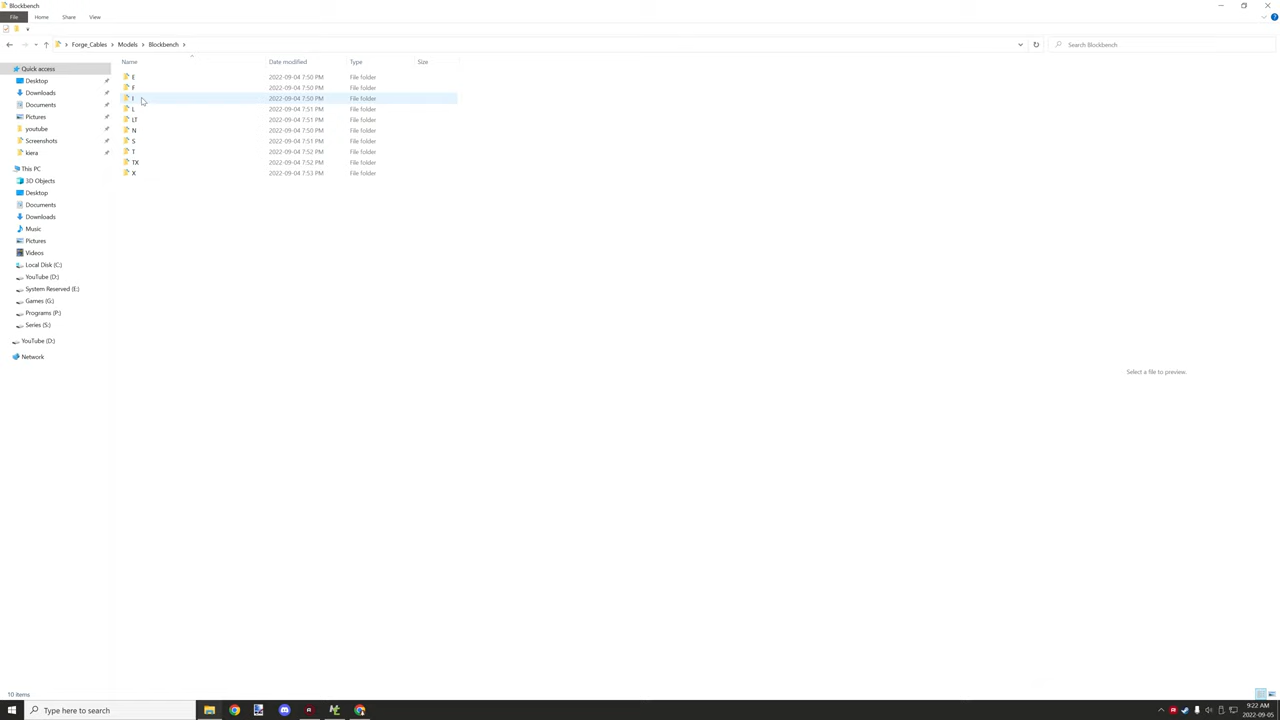 Blockbench
File Home Share View
Forge_Cables Models Blockbench Search Blockbench
Name Date modified Type Size
Quick access
Desktop
Downloads
Documents
Pictures
youtube
Screenshots
kiera
This PC
3D Objects
Desktop
Documents
Downloads
Music
Pictures
Videos
Local Disk (C:)
YouTube (D:)
System Reserved (E:)
Games (G:)
Programs (P:)
Series (S:)
YouTube (D:)
Network
E 2022-09-04 7:50 PM File folder
F 2022-09-04 7:50 PM File folder
I 2022-09-04 7:50 PM File folder
L 2022-09-04 7:51 PM File folder
LT 2022-09-04 7:51 PM File folder
N 2022-09-04 7:50 PM File folder
S 2022-09-04 7:51 PM File folder
T 2022-09-04 7:52 PM File folder
TX 2022-09-04 7:52 PM File folder
X 2022-09-04 7:53 PM File folder
Select a file to preview.
10 items
Type here to search
9:22 AM
2022-09-05